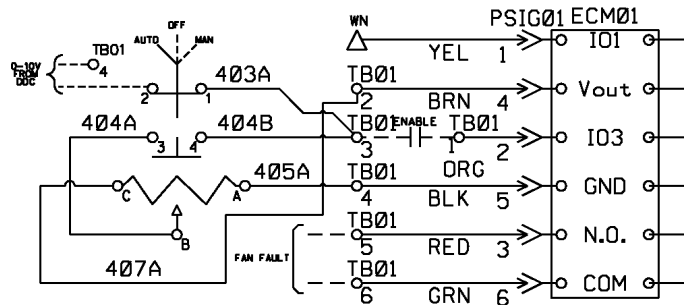 WN PSIG01 ECM01
OFF
AUTO MAN
YEL 1 IO1
0-10V FROM DDC
TB01
4
403A
TB01
2 1
2 BRN 4 Vout
404A 404B
TB01 ENABLE TB01
3 4
3 1 2 IO3
ORG
405A
TB01
C A
4 BLK 5 GND
B
TB01
5 RED 3 N.O.
FAN FAULT
407A
TB01
6 GRN 6 COM